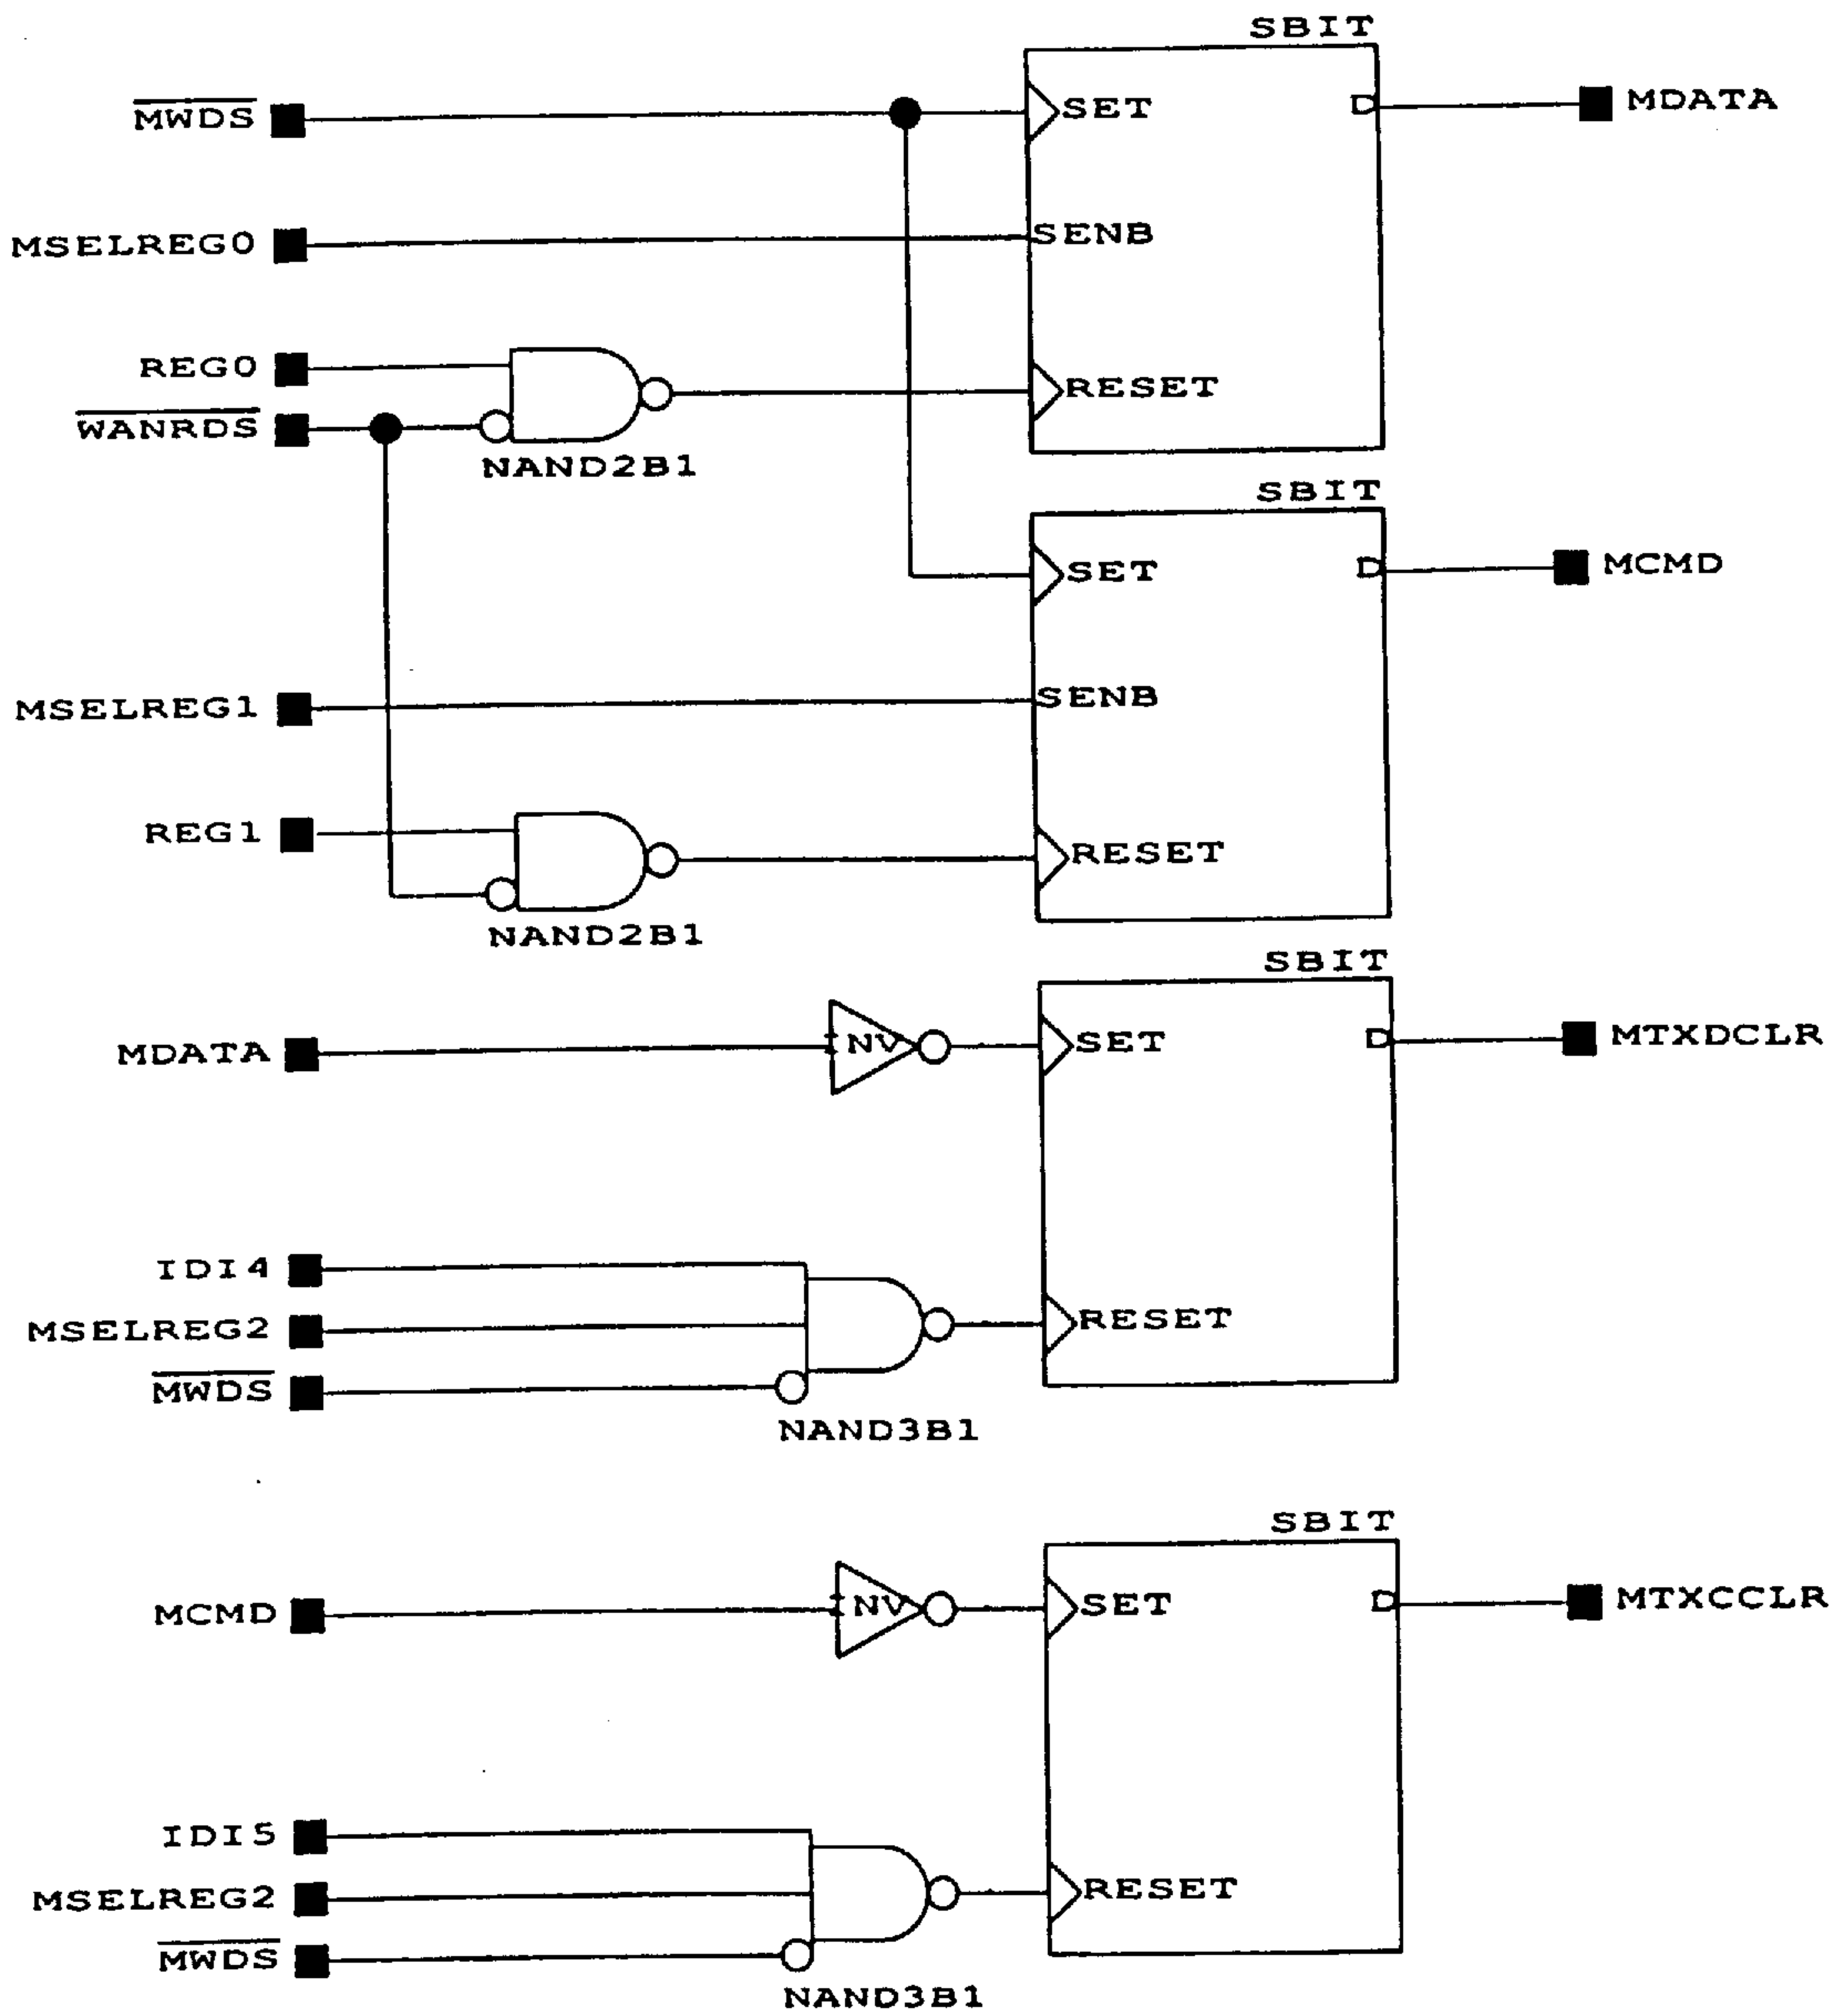 SBIT
MWDS
SET
D
MDATA
MSELREG0
SENB
REG0
WANRDS
RESET
NAND2B1
SBIT
SET
D
MCMD
MSELREG1
SENB
REG1
RESET
NAND2B1
SBIT
MDATA
INV
SET
D
MTXDCLR
IDI4
MSELREG2
MWDS
RESET
NAND3B1
SBIT
MCMD
INV
SET
D
MTXCCLR
IDI5
MSELREG2
MWDS
RESET
NAND3B1